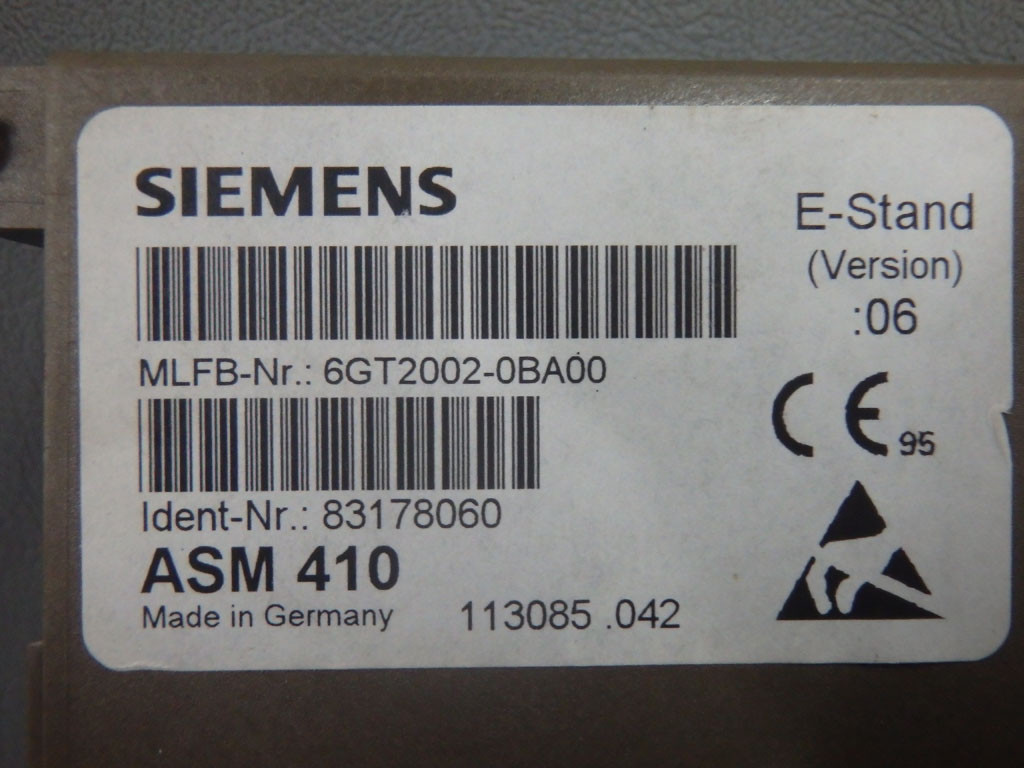 SIEMENS
E-Stand
(Version)
:06
MLFB-Nr.: 6GT2002-0BA00
CE 95
Ident-Nr.: 83178060
ASM 410
Made in Germany 113085 .042